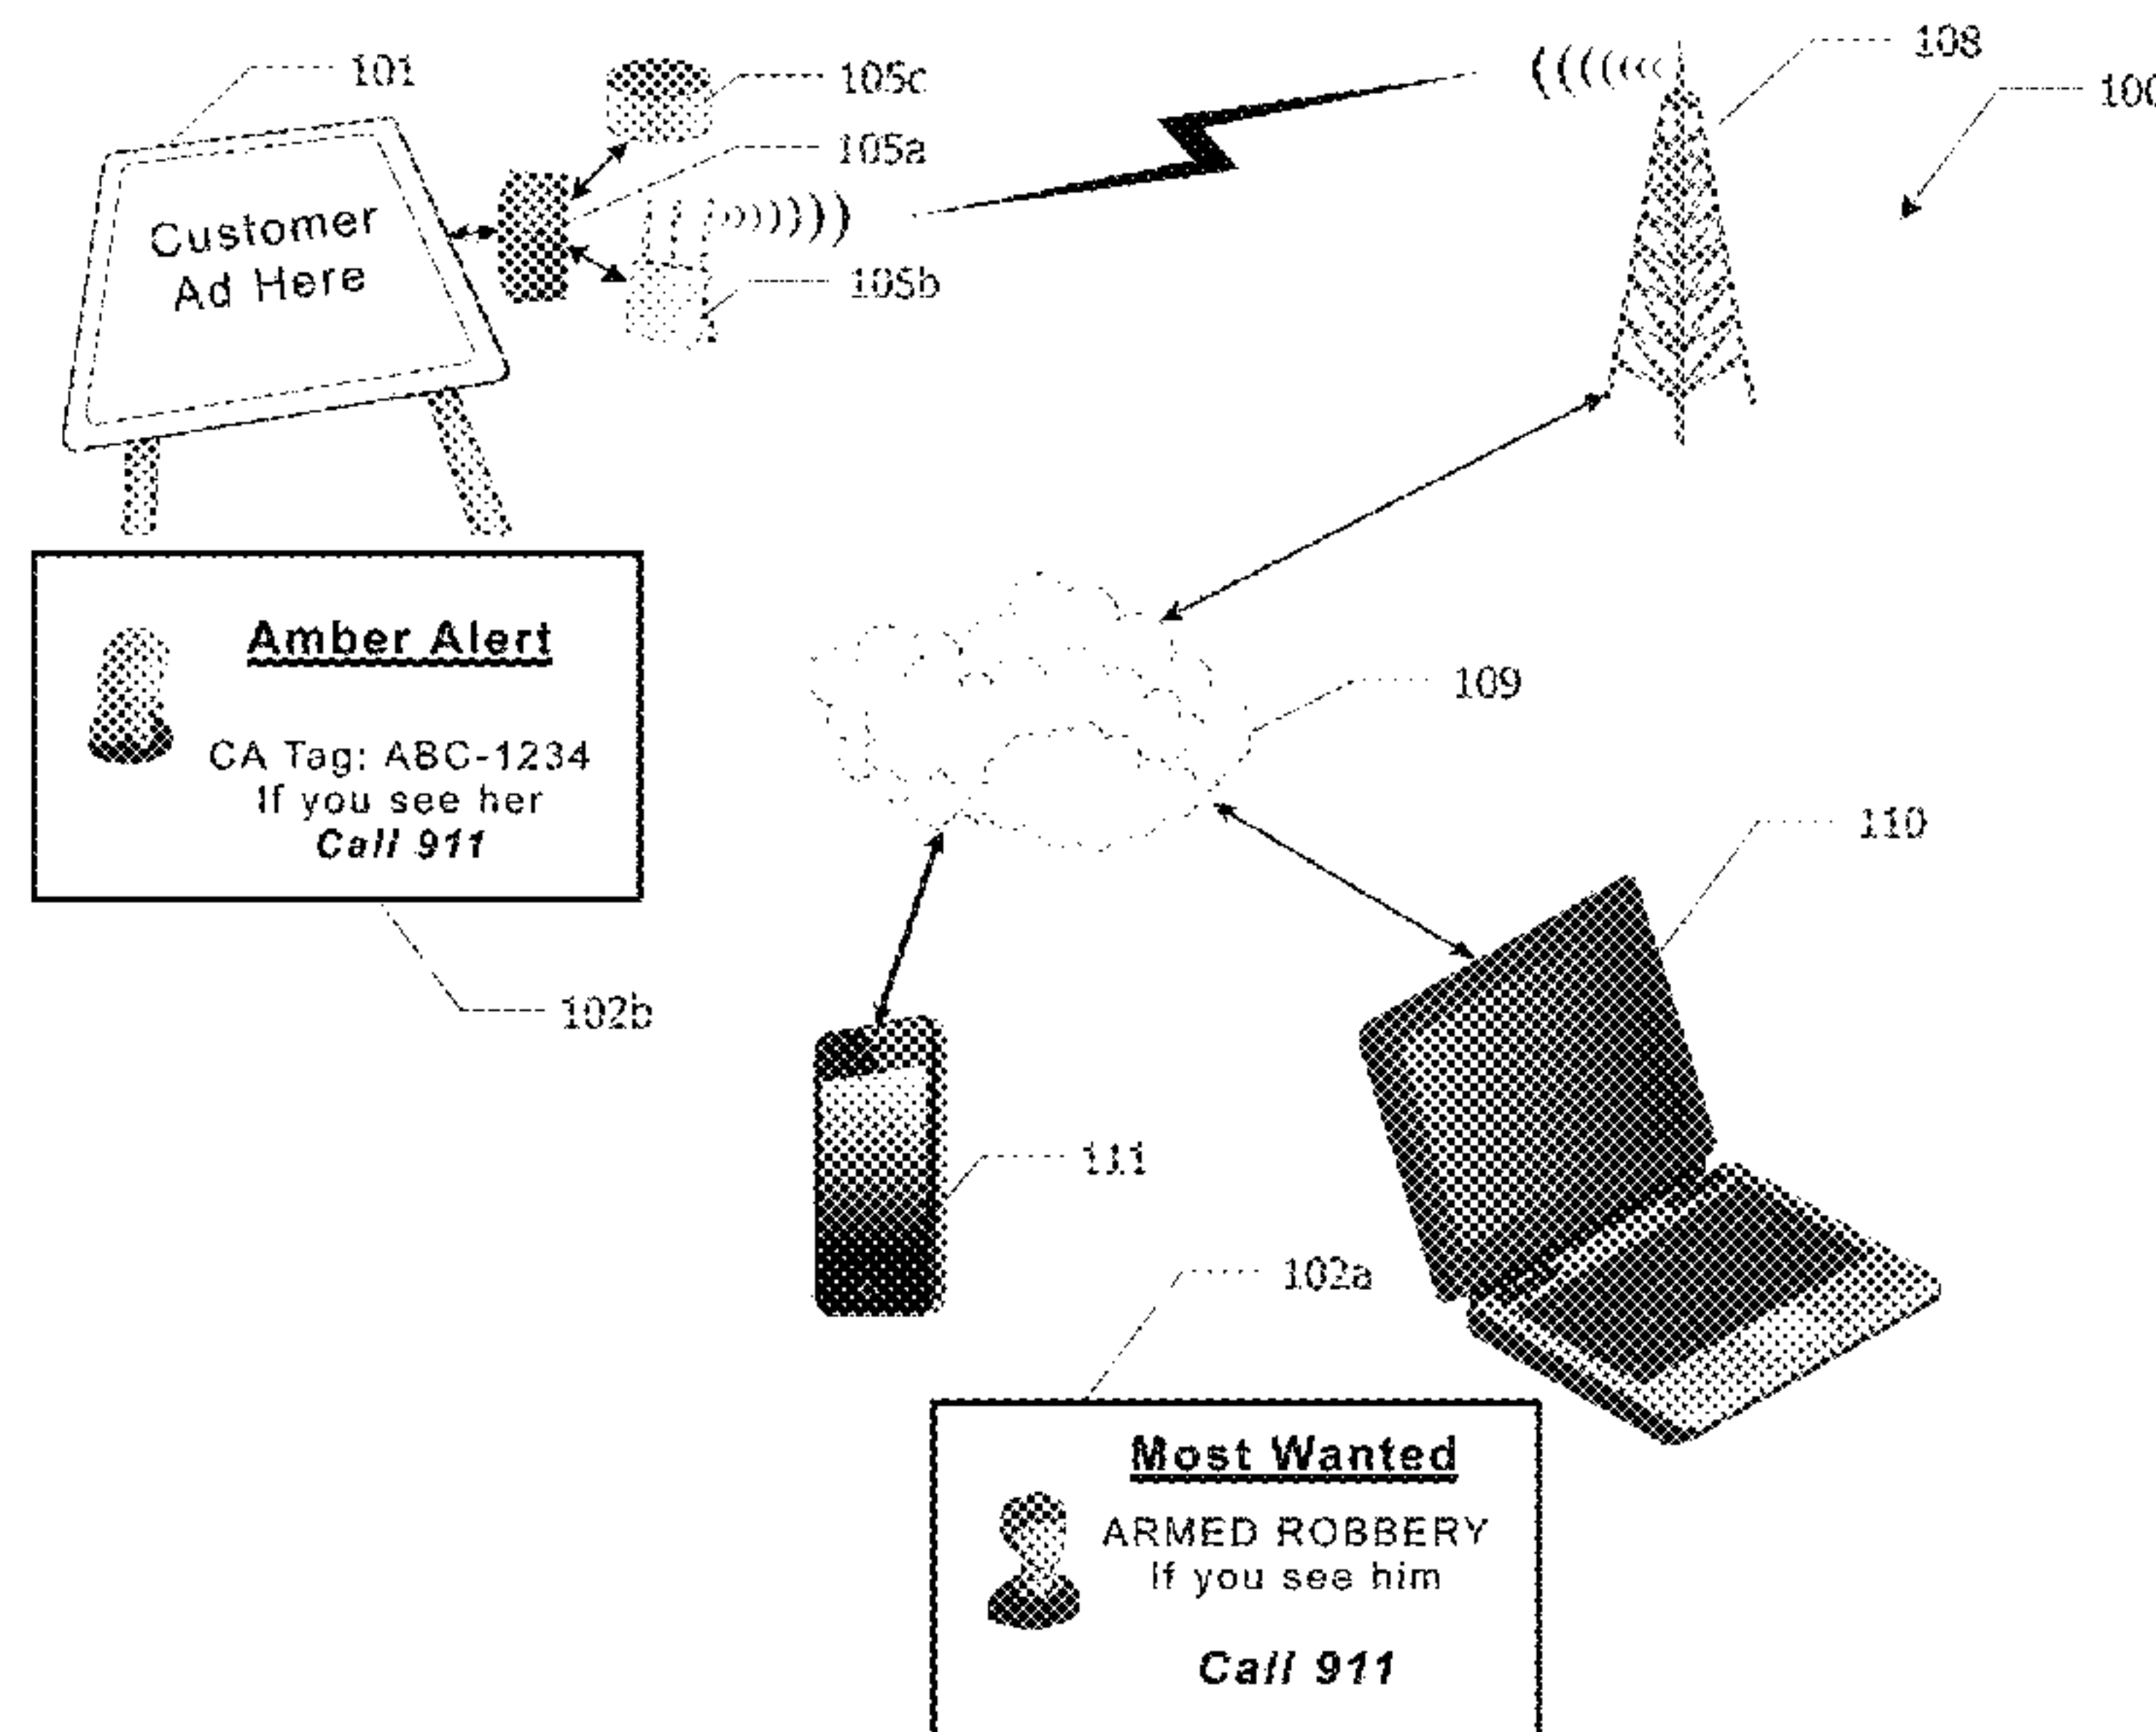 101
105c
108
100
105a
Customer
Ad Here
105b
Amber Alert
CA Tag: ABC-1234
If you see her
Call 911
109
110
102b
111
102a
Most Wanted
ARMED ROBBERY
If you see him
Call 911